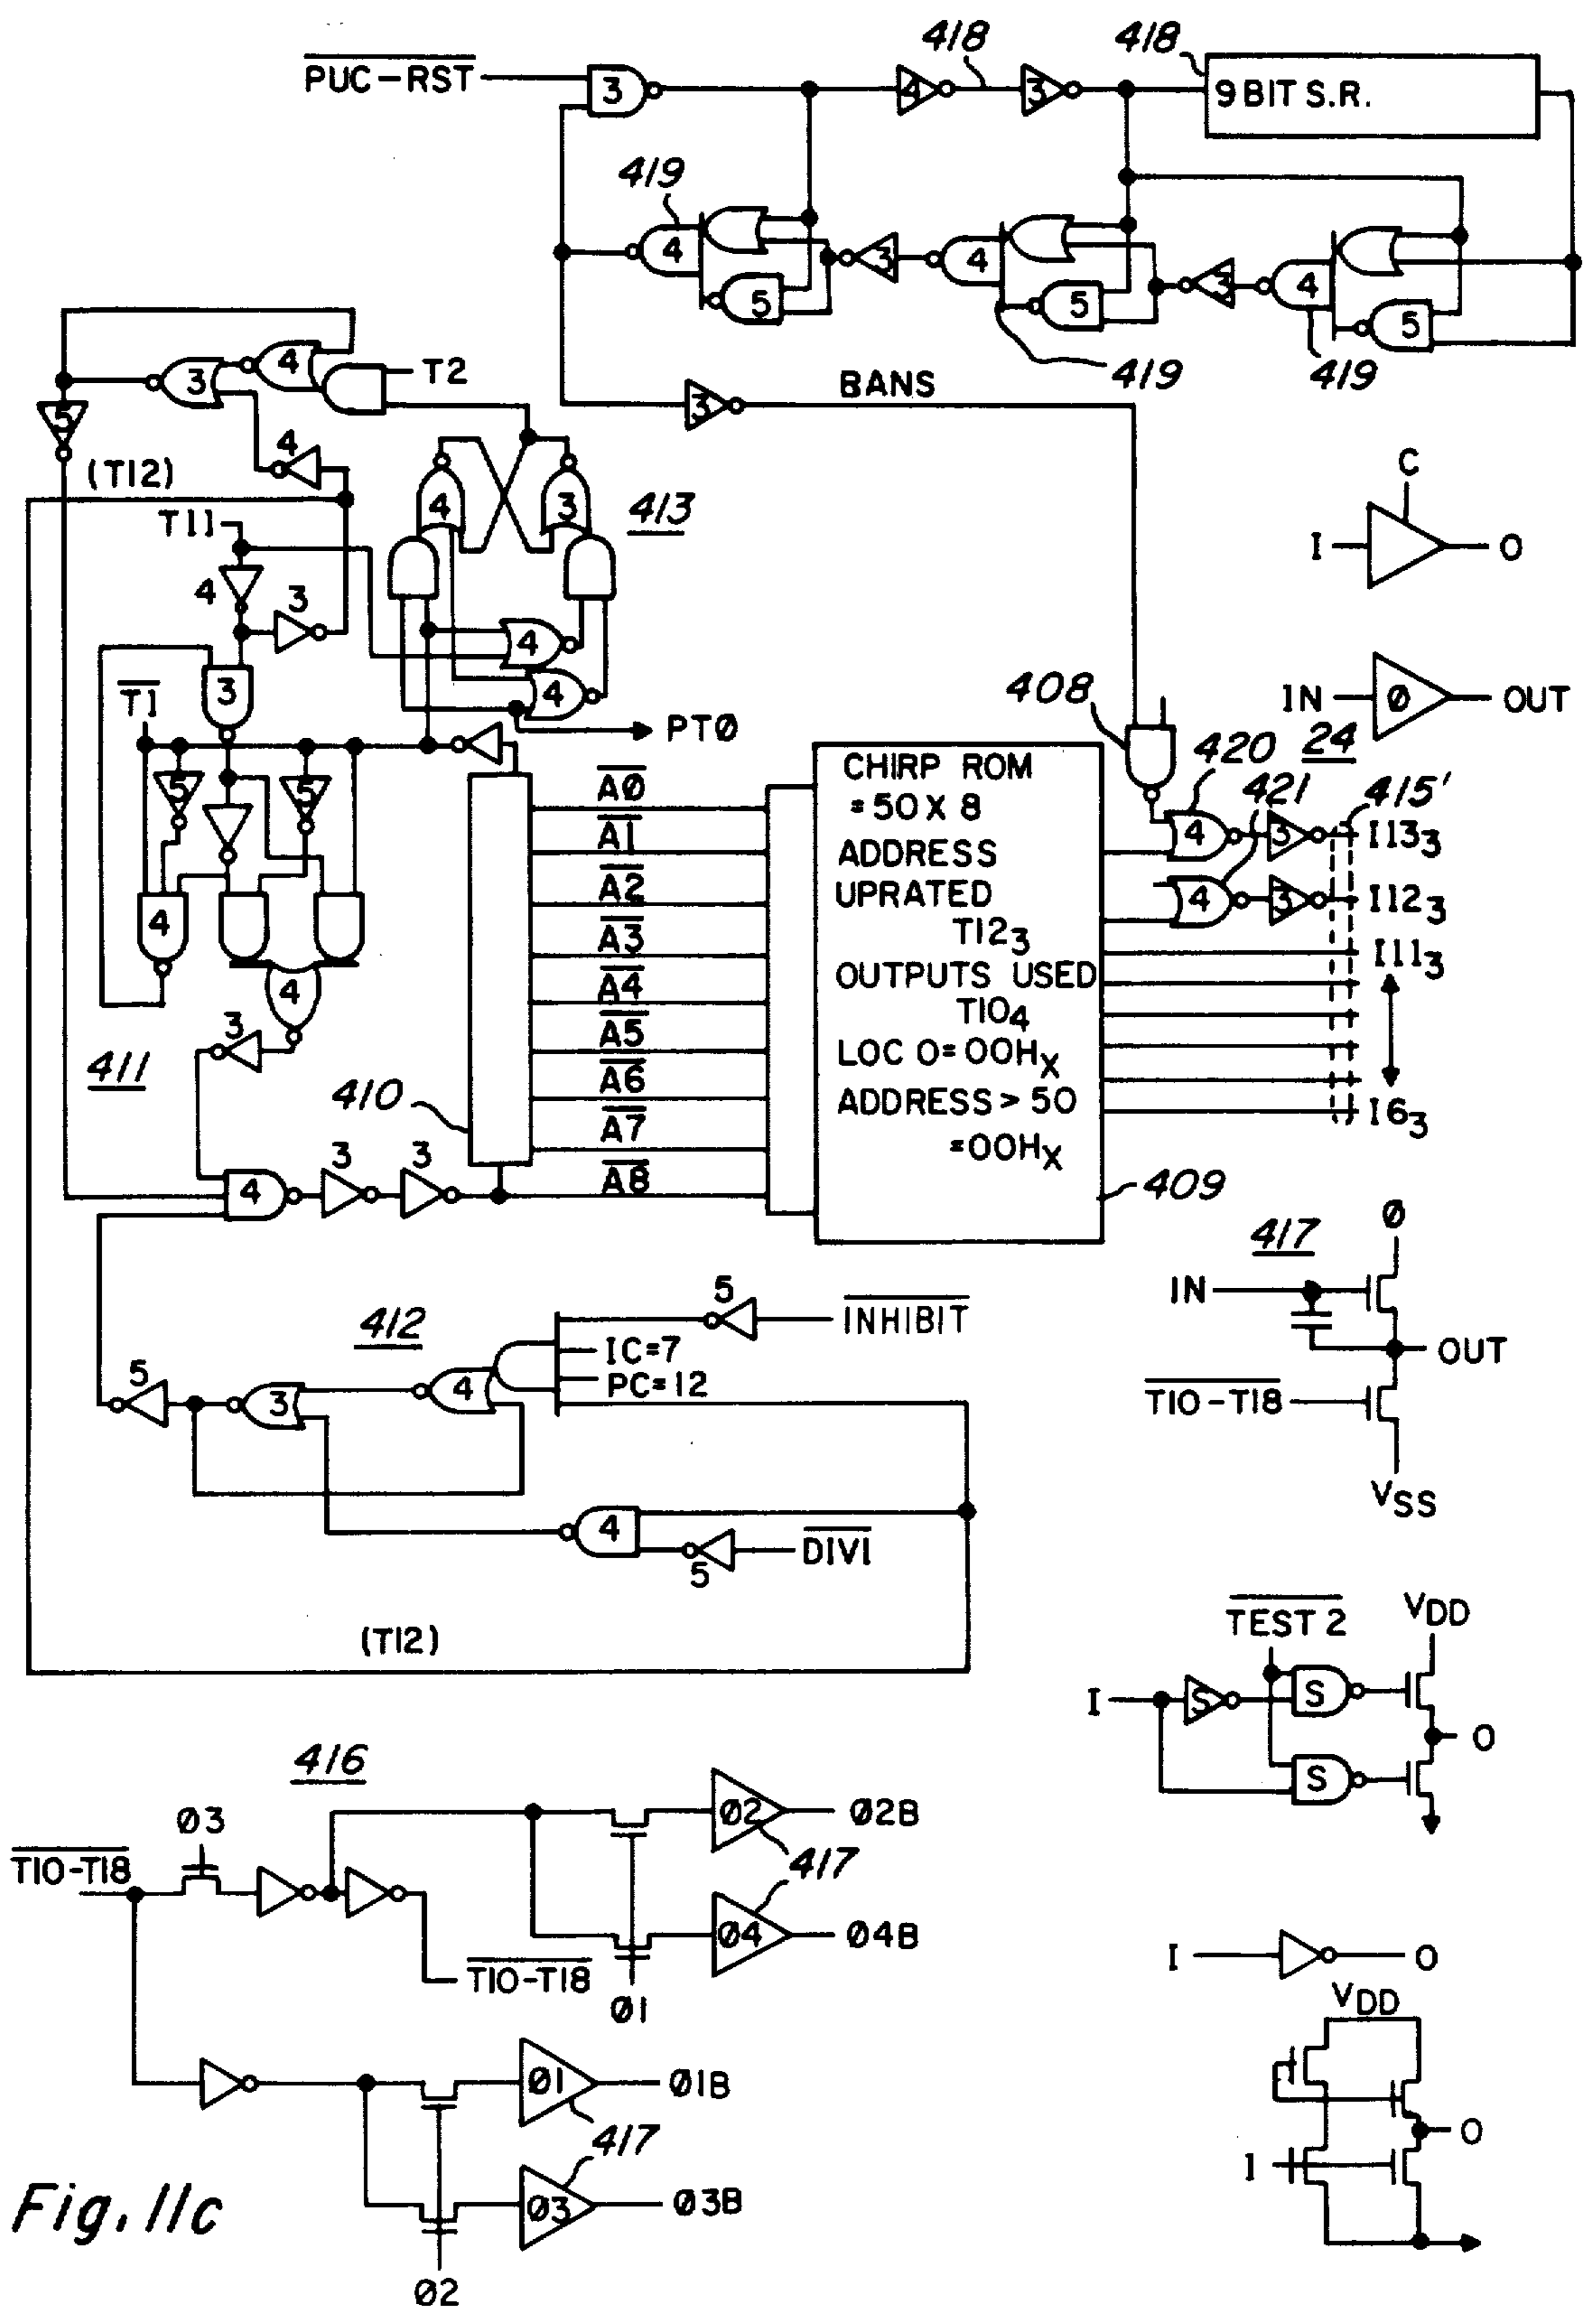 418
418
PUC-RST
3
4
3
9 BIT S.R.
419
4
5
3
4
5
3
4
5
419
419
BANS
3
T2
4
3
5
4
(T12)
T11
4
3
413
4
3
4
4
3
T1
PTØ
5
5
4
4
3
411
410
4
3
3
A0
A1
A2
A3
A4
A5
A6
A7
A8
CHIRP ROM
=50 X 8
ADDRESS
UPRATED
T12₃
OUTPUTS USED
T10₄
LOC 0=00Hₓ
ADDRESS > 50
=00Hₓ
409
408
420
24
421
415'
4
3
I13₃
4
3
I12₃
I11₃
I6₃
C
I
O
IN
Ø
OUT
417
Ø
IN
OUT
T10-T18
VSS
412
5
INHIBIT
IC=7
PC=12
5
3
4
4
5
DIV1
(T12)
TEST 2
VDD
I
S
S
S
O
416
Ø3
T10-T18
Ø2
Ø2B
417
Ø4
Ø4B
T10-T18
Ø1
Ø1
Ø1B
417
Ø3
Ø3B
Ø2
I
O
VDD
O
I
Fig. 11c